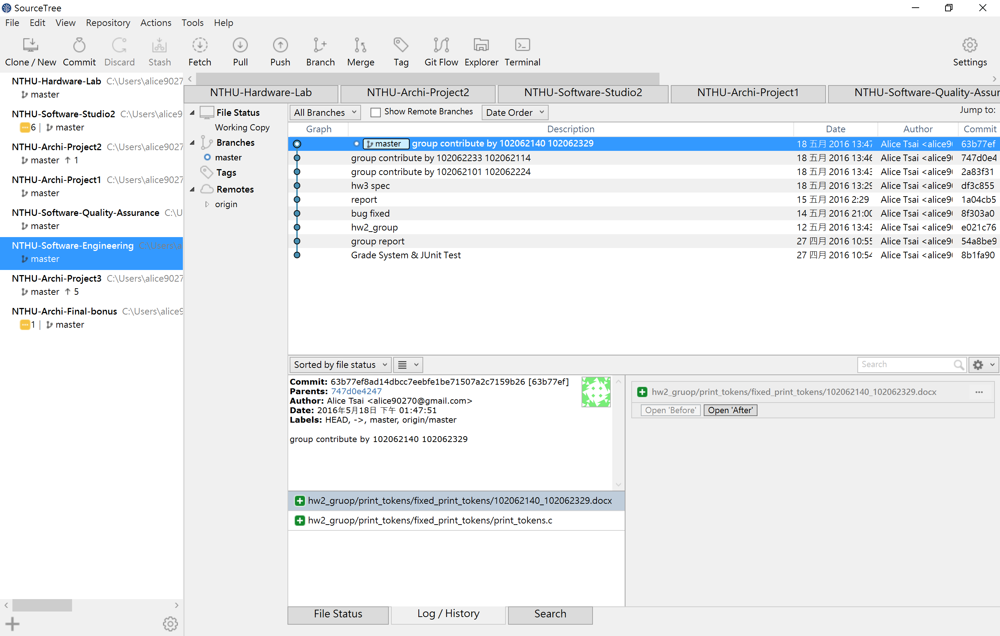 SourceTree
File Edit View Repository Actions Tools Help
Clone / New Commit Discard Stash Fetch Pull Push Branch Merge Tag Git Flow Explorer Terminal Settings
NTHU-Hardware-Lab C:\Users\alice9027
master
NTHU-Software-Studio2 C:\Users\alice9
6 | master
NTHU-Archi-Project2 C:\Users\alice9027
master ↑ 1
NTHU-Archi-Project1 C:\Users\alice9027
master
NTHU-Software-Quality-Assurance C:\U
master
NTHU-Software-Engineering C:\Users\a
master
NTHU-Archi-Project3 C:\Users\alice9027
master ↑ 5
NTHU-Archi-Final-bonus C:\Users\alice9
1 | master
NTHU-Hardware-Lab NTHU-Archi-Project2 NTHU-Software-Studio2 NTHU-Archi-Project1 NTHU-Software-Quality-Assur
File Status
Working Copy
Branches
master
Tags
Remotes
origin
All Branches Show Remote Branches Date Order Jump to:
Graph Description Date Author Commit
master group contribute by 102062140 102062329 18 五月 2016 13:47 Alice Tsai <alice9 63b77ef
group contribute by 102062233 102062114 18 五月 2016 13:46 Alice Tsai <alice9 747d0e4
group contribute by 102062101 102062224 18 五月 2016 13:43 Alice Tsai <alice9 2a83f31
hw3 spec 18 五月 2016 13:29 Alice Tsai <alice9 df3c855
report 15 五月 2016 2:29 Alice Tsai <alice9 1a04cb5
bug fixed 14 五月 2016 21:00 Alice Tsai <alice9 8f303a0
hw2_group 12 五月 2016 13:43 Alice Tsai <alice9 e021c76
group report 27 四月 2016 10:55 Alice Tsai <alice9 54a8be9
Grade System & JUnit Test 27 四月 2016 10:54 Alice Tsai <alice9 8b1fa90
Sorted by file status Search
Commit: 63b77ef8ad14dbcc7eebfe1be71507a2c7159b26 [63b77ef]
Parents: 747d0e4247
Author: Alice Tsai <alice90270@gmail.com>
Date: 2016年5月18日 下午 01:47:51
Labels: HEAD, ->, master, origin/master
group contribute by 102062140 102062329
hw2_gruop/print_tokens/fixed_print_tokens/102062140_102062329.docx
hw2_gruop/print_tokens/fixed_print_tokens/print_tokens.c
hw2_gruop/print_tokens/fixed_print_tokens/102062140_102062329.docx ...
Open 'Before' Open 'After'
File Status Log / History Search